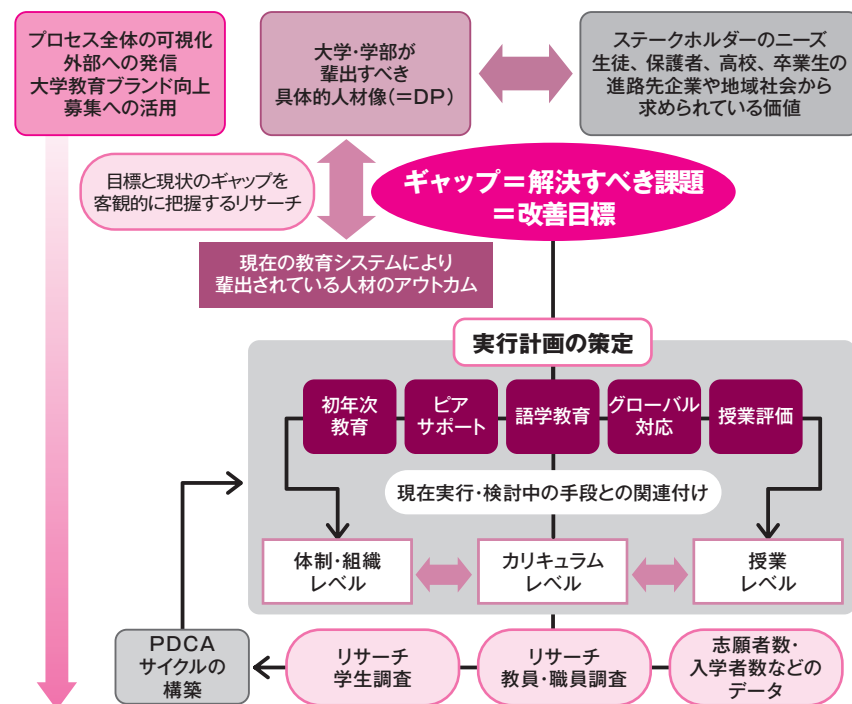 プロセス全体の可視化
外部への発信
大学教育ブランド向上
募集への活用
大学・学部が
輩出すべき
具体的人材像(=DP)
ステークホルダーのニーズ
生徒、保護者、高校、卒業生の
進路先企業や地域社会から
求められている価値
目標と現状のギャップを
客観的に把握するリサーチ
ギャップ=解決すべき課題
=改善目標
現在の教育システムにより
輩出されている人材のアウトカム
実行計画の策定
初年次
教育
ピア
サポート
語学教育
グローバル
対応
授業評価
現在実行・検討中の手段との関連付け
体制・組織
レベル
カリキュラム
レベル
授業
レベル
PDCA
サイクルの
構築
リサーチ
学生調査
リサーチ
教員・職員調査
志願者数・
入学者数などの
データ